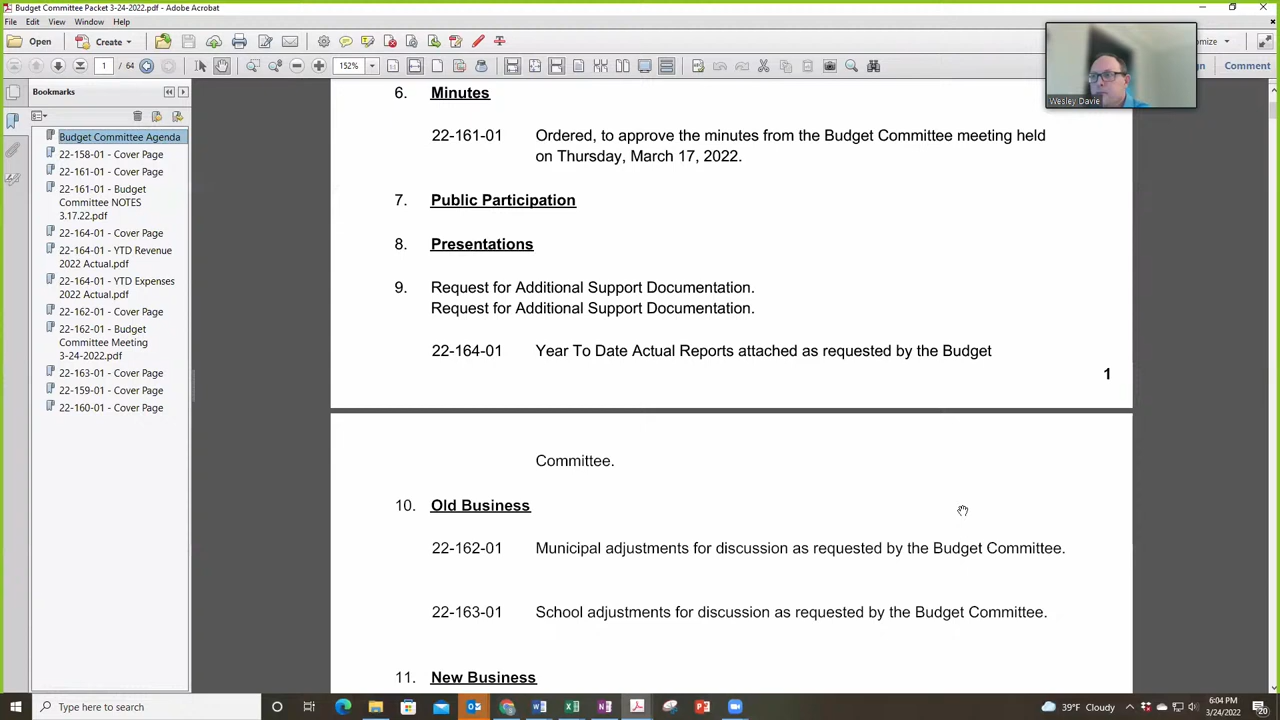 Budget Committee Packet 3-24-2022.pdf - Adobe Acrobat
File Edit View Window Help
Open Create
1 / 64 152% Comment
Wesley Davie
Bookmarks
Budget Committee Agenda
22-158-01 - Cover Page
22-161-01 - Cover Page
22-161-01 - Budget
Committee NOTES
3.17.22.pdf
22-164-01 - Cover Page
22-164-01 - YTD Revenue
2022 Actual.pdf
22-164-01 - YTD Expenses
2022 Actual.pdf
22-162-01 - Cover Page
22-162-01 - Budget
Committee Meeting
3-24-2022.pdf
22-163-01 - Cover Page
22-159-01 - Cover Page
22-160-01 - Cover Page
6. Minutes
22-161-01 Ordered, to approve the minutes from the Budget Committee meeting held
on Thursday, March 17, 2022.
7. Public Participation
8. Presentations
9. Request for Additional Support Documentation.
Request for Additional Support Documentation.
22-164-01 Year To Date Actual Reports attached as requested by the Budget
1
Committee.
10. Old Business
22-162-01 Municipal adjustments for discussion as requested by the Budget Committee.
22-163-01 School adjustments for discussion as requested by the Budget Committee.
11. New Business
Type here to search
39°F Cloudy
6:04 PM
3/24/2022
20